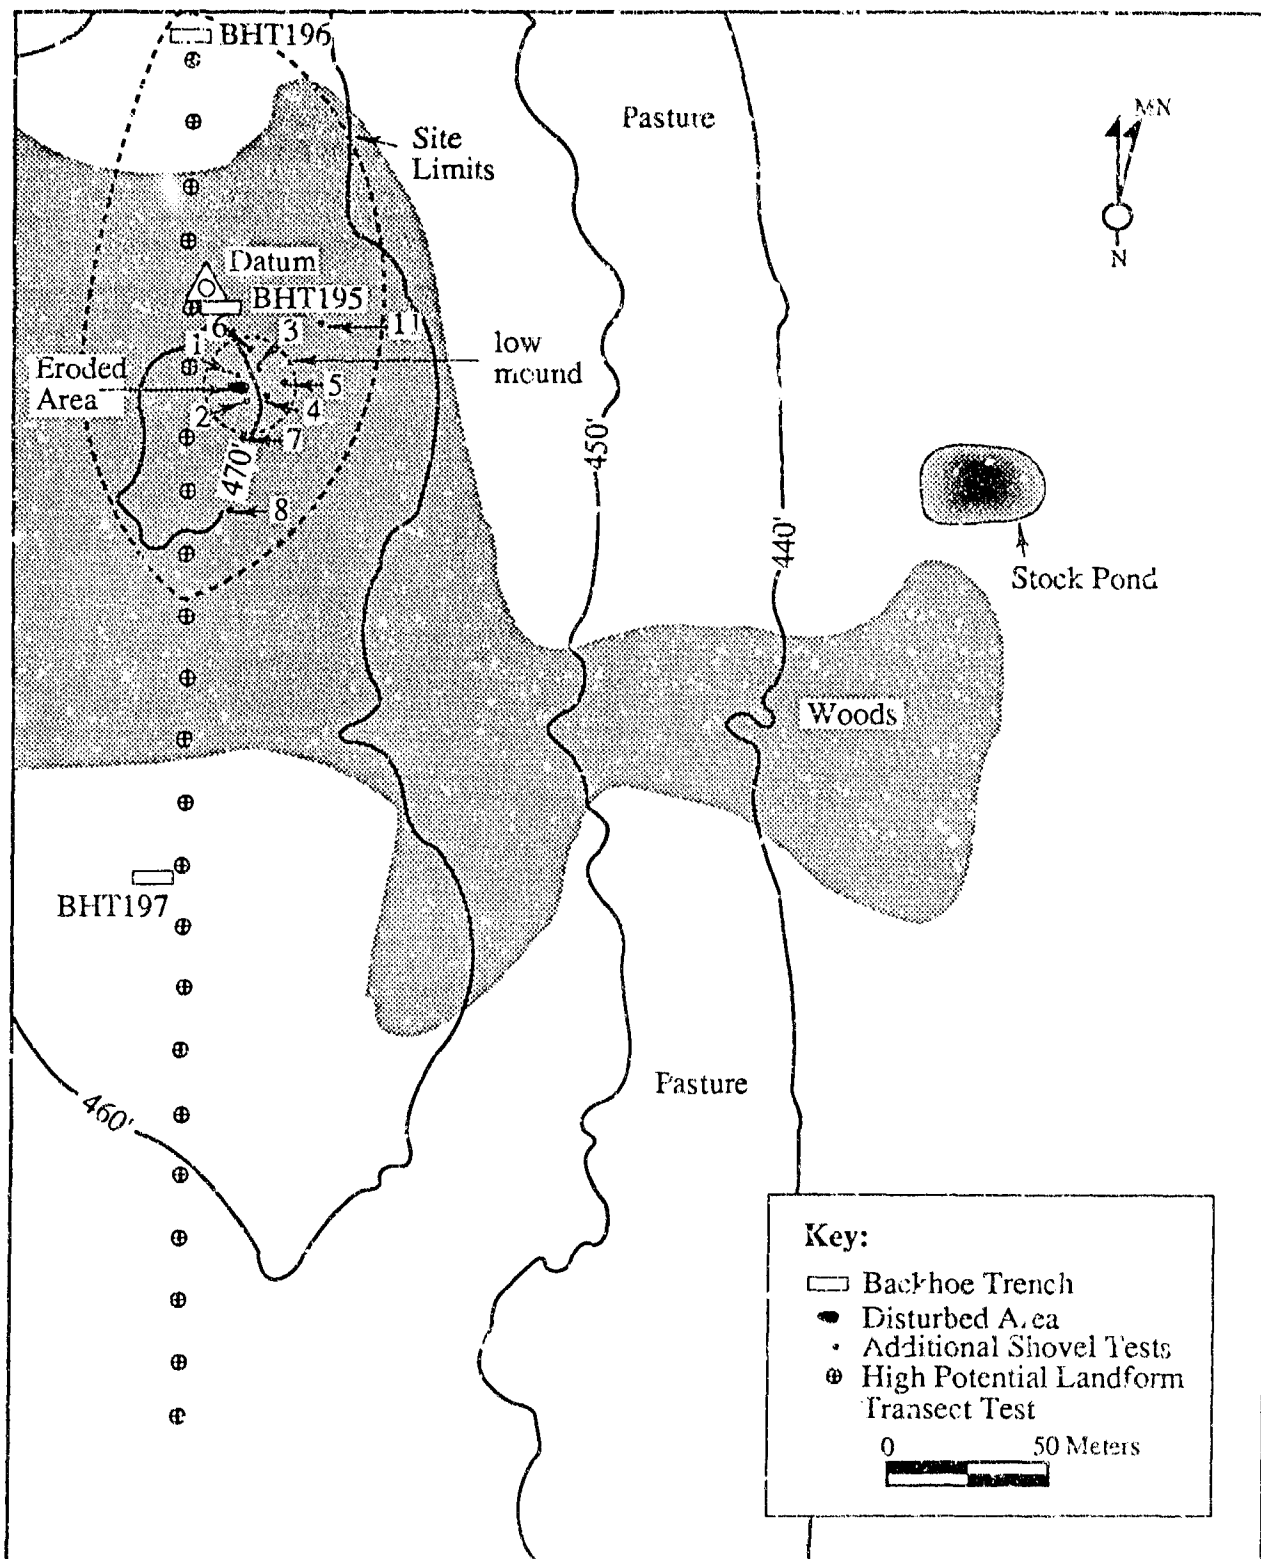 BHT196
Pasture
MN
Site
Limits
N
Datum
BHT195
6
3
11
1
low
mound
Eroded
Area
5
2
4
7
450'
470'
8
440'
Stock Pond
Woods
BHT197
Pasture
460'
Key:
Backhoe Trench
Disturbed Area
Additional Shovel Tests
High Potential Landform
Transect Test
0
50 Meters